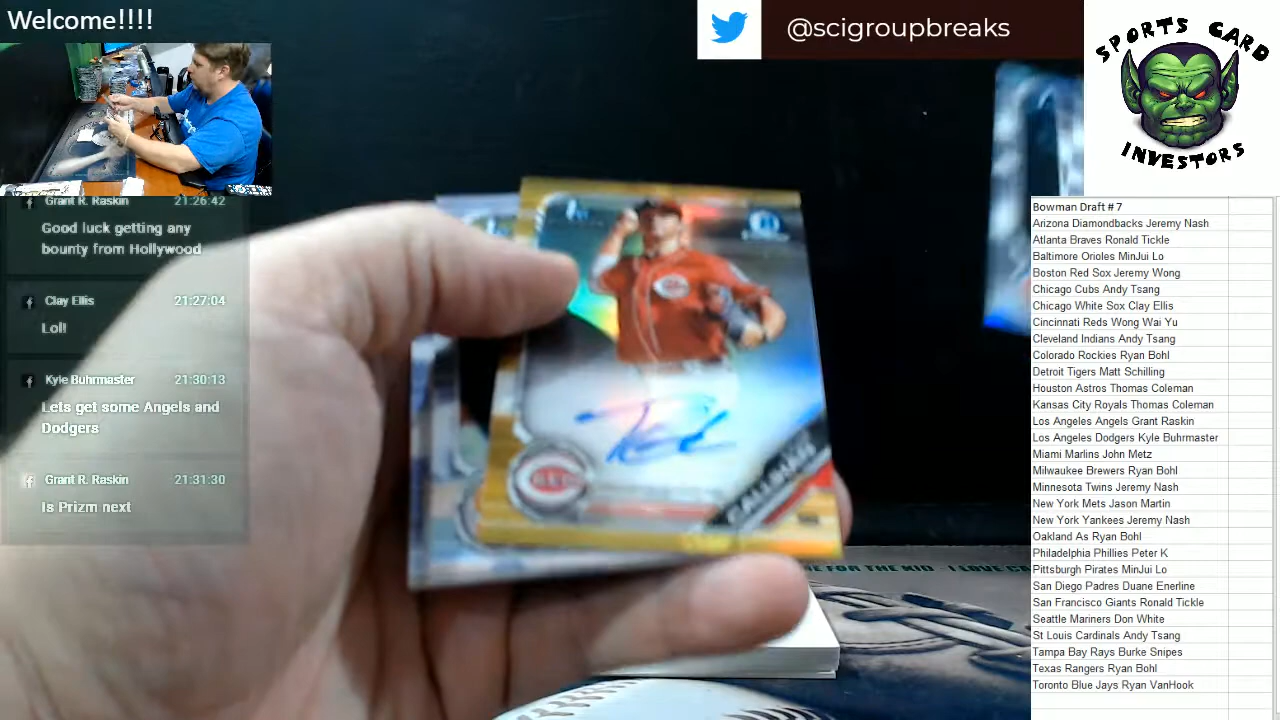 Welcome!!!!
@scigroupbreaks
SPORTS CARD
INVESTORS
Grant R. Raskin 21:26:42
Good luck getting any
bounty from Hollywood
Clay Ellis 21:27:04
Lol!
Kyle Buhrmaster 21:30:13
Lets get some Angels and
Dodgers
Grant R. Raskin 21:31:30
Is Prizm next
1st
REDS
CALLIHAN
FOR THE KID - I LOVE
Bowman Draft # 7
Arizona Diamondbacks Jeremy Nash
Atlanta Braves Ronald Tickle
Baltimore Orioles MinJui Lo
Boston Red Sox Jeremy Wong
Chicago Cubs Andy Tsang
Chicago White Sox Clay Ellis
Cincinnati Reds Wong Wai Yu
Cleveland Indians Andy Tsang
Colorado Rockies Ryan Bohl
Detroit Tigers Matt Schilling
Houston Astros Thomas Coleman
Kansas City Royals Thomas Coleman
Los Angeles Angels Grant Raskin
Los Angeles Dodgers Kyle Buhrmaster
Miami Marlins John Metz
Milwaukee Brewers Ryan Bohl
Minnesota Twins Jeremy Nash
New York Mets Jason Martin
New York Yankees Jeremy Nash
Oakland As Ryan Bohl
Philadelphia Phillies Peter K
Pittsburgh Pirates MinJui Lo
San Diego Padres Duane Enerline
San Francisco Giants Ronald Tickle
Seattle Mariners Don White
St Louis Cardinals Andy Tsang
Tampa Bay Rays Burke Snipes
Texas Rangers Ryan Bohl
Toronto Blue Jays Ryan VanHook